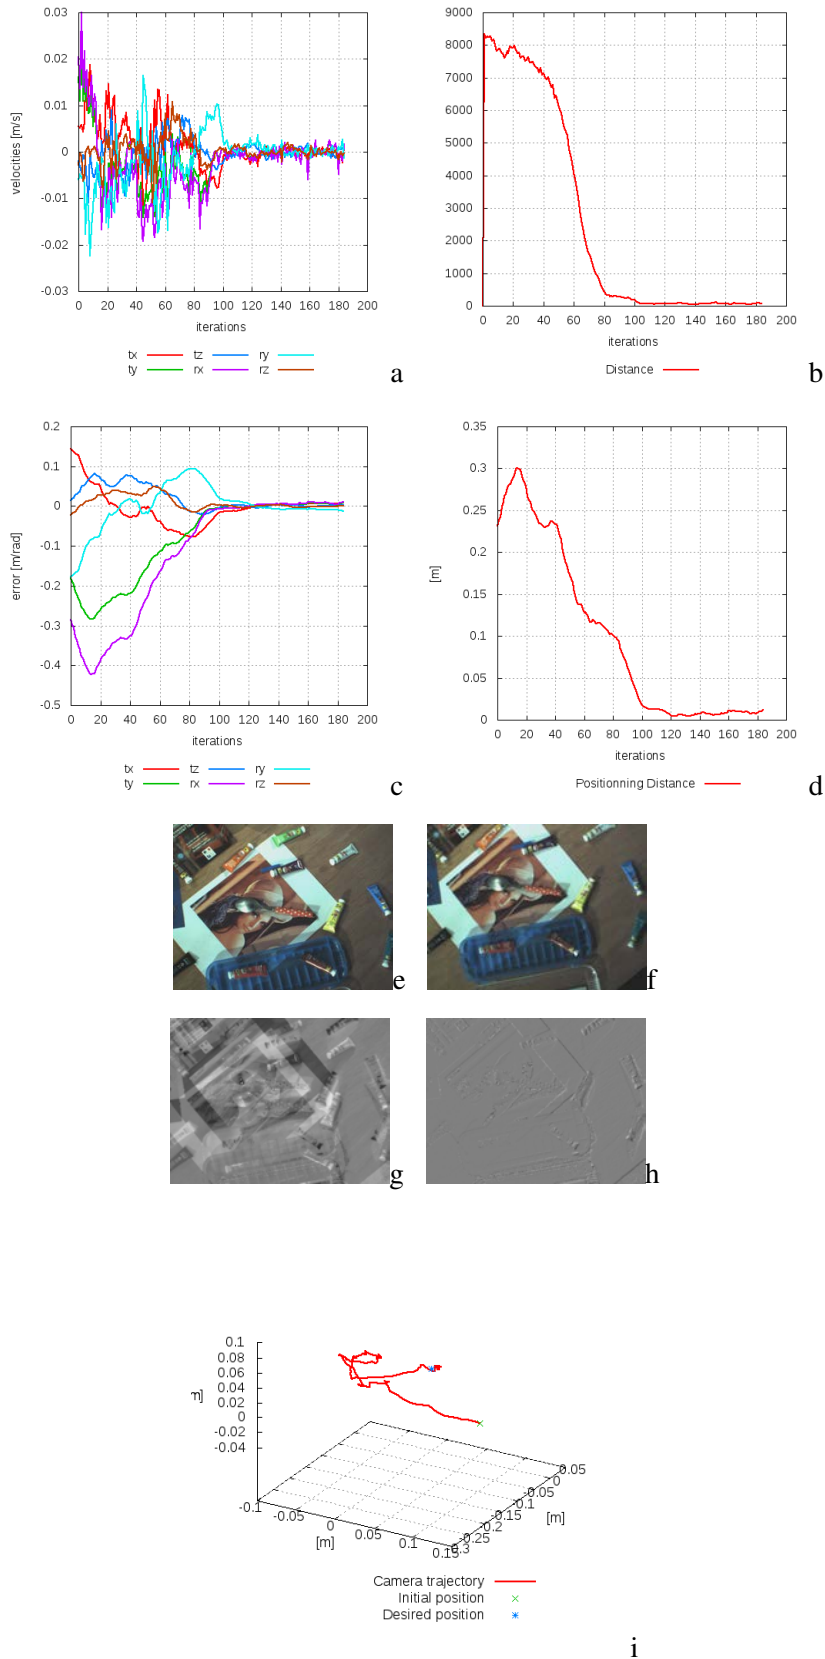 0.03
0.02
0.01
0
-0.01
-0.02
-0.03
velocities [m/s]
0 20 40 60 80 100 120 140 160 180 200
iterations
tx tz ry
ty rx rz
a
9000
8000
7000
6000
5000
4000
3000
2000
1000
0
0 20 40 60 80 100 120 140 160 180 200
iterations
Distance
b
0.2
0.1
0
-0.1
-0.2
-0.3
-0.4
-0.5
error [m/rad]
0 20 40 60 80 100 120 140 160 180 200
iterations
tx tz ry
ty rx rz
c
0.35
0.3
0.25
0.2
0.15
0.1
0.05
0
[m]
0 20 40 60 80 100 120 140 160 180 200
iterations
Positionning Distance
d
e
f
g
h
0.1
0.08
0.06
0.04
0.02
0
-0.02
-0.04
-0.1
-0.05
0
0.05
0.1
0.15
[m]
0.05
0
-0.05
-0.1
-0.15
-0.2
-0.25
-0.3
[m]
Camera trajectory
Initial position
Desired position
i